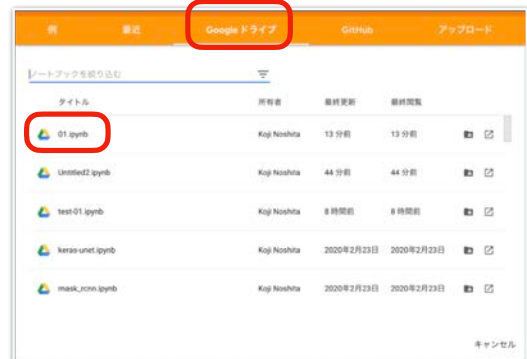 例 最近 Google ドライブ GitHub アップロード
ノートブックを絞り込む
タイトル 所有者 最終更新 最終閲覧
01.ipynb Koji Noshita 13 分前 13 分前
Untitled2.ipynb Koji Noshita 44 分前 44 分前
test-01.ipynb Koji Noshita 8 時間前 8 時間前
keras-unet.ipynb Koji Noshita 2020年2月23日 2020年2月23日
mask_rcnn.ipynb Koji Noshita 2020年2月23日 2020年2月23日
キャンセル